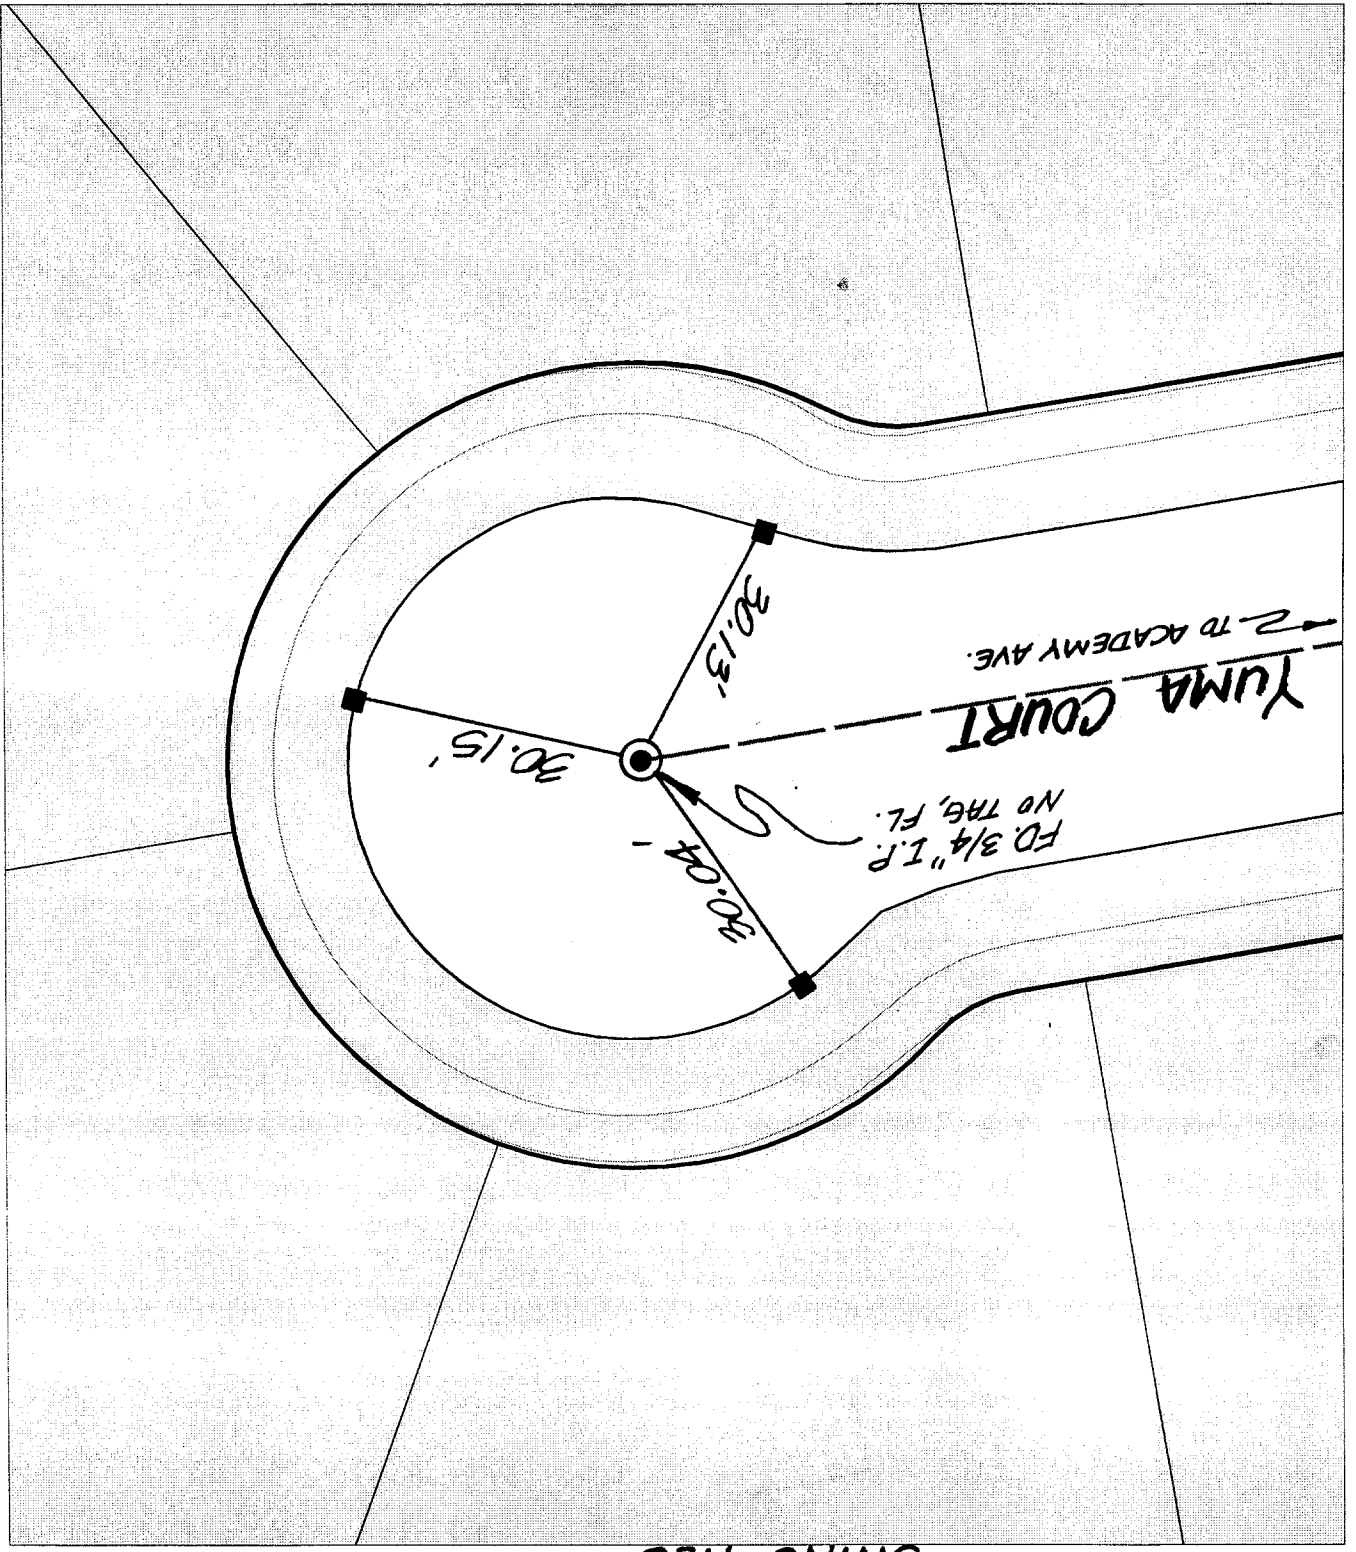 30.04'
FD. 3/4" I.P.
NO TAG, FL.
30.15'
YUMA COURT
TO ACADEMY AVE.
30.13'